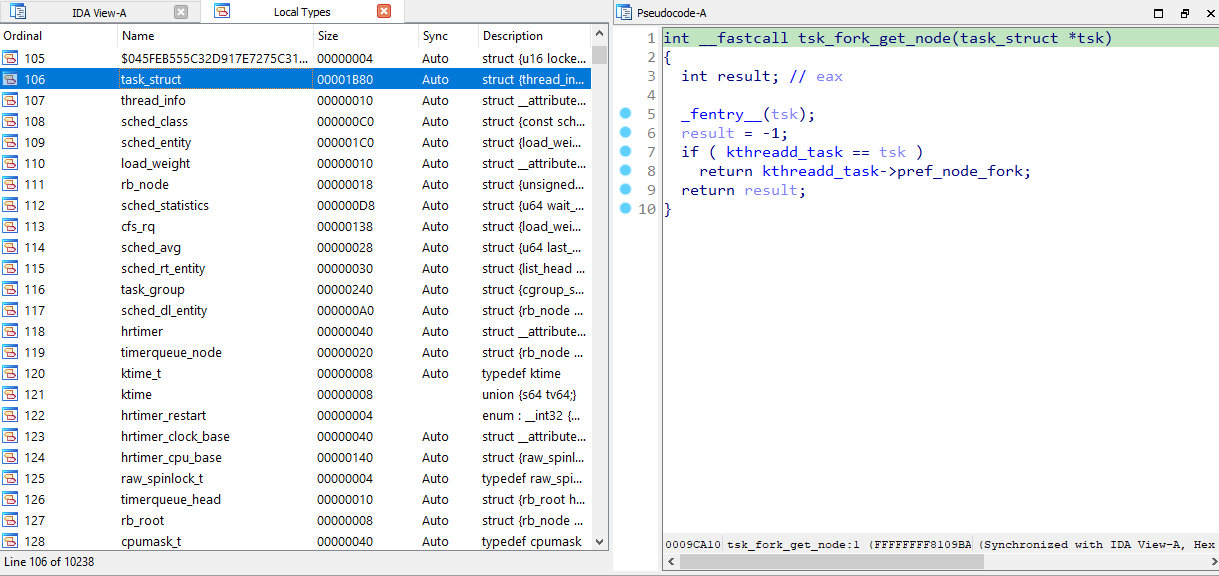 IDA View-A Local Types
Ordinal Name Size Sync Description
105 $045FEB555C32D917E7275C31... 00000004 Auto struct {u16 locke...
106 task_struct 00001B80 Auto struct {thread_in...
107 thread_info 00000010 Auto struct __attribute...
108 sched_class 000000C0 Auto struct {const sch...
109 sched_entity 000001C0 Auto struct {load_wei...
110 load_weight 00000010 Auto struct __attribute...
111 rb_node 00000018 Auto struct {unsigned...
112 sched_statistics 000000D8 Auto struct {u64 wait_...
113 cfs_rq 00000138 Auto struct {load_wei...
114 sched_avg 00000028 Auto struct {u64 last_...
115 sched_rt_entity 00000030 Auto struct {list_head ...
116 task_group 00000240 Auto struct {cgroup_s...
117 sched_dl_entity 000000A0 Auto struct {rb_node ...
118 hrtimer 00000040 Auto struct __attribute...
119 timerqueue_node 00000020 Auto struct {rb_node ...
120 ktime_t 00000008 Auto typedef ktime
121 ktime 00000008 union {s64 tv64;}
122 hrtimer_restart 00000004 enum : __int32 {...
123 hrtimer_clock_base 00000040 Auto struct __attribute...
124 hrtimer_cpu_base 00000140 Auto struct {raw_spinl...
125 raw_spinlock_t 00000004 Auto typedef raw_spi...
126 timerqueue_head 00000010 Auto struct {rb_root h...
127 rb_root 00000008 Auto struct {rb_node ...
128 cpumask_t 00000040 Auto typedef cpumask
Line 106 of 10238
Pseudocode-A
1 int __fastcall tsk_fork_get_node(task_struct *tsk)
2 {
3 int result; // eax
4
5 _fentry__(tsk);
6 result = -1;
7 if ( kthreadd_task == tsk )
8 return kthreadd_task->pref_node_fork;
9 return result;
10 }
0009CA10 tsk_fork_get_node:1 (FFFFFFFF8109BA (Synchronized with IDA View-A, Hex